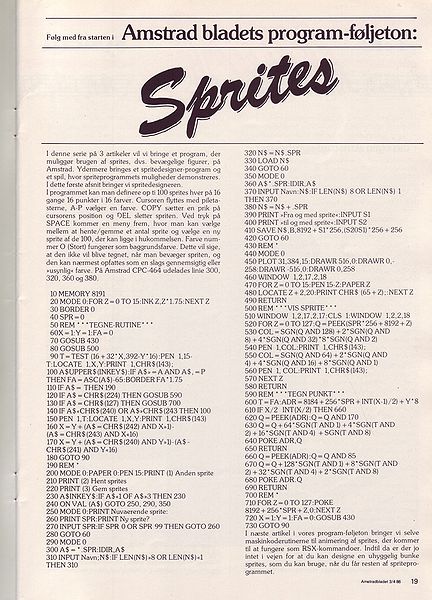 Følg med fra starten i Amstrad bladets program-føljeton:
Sprites
I denne serie på 3 artikler vil vi bringe et program, der
muliggør brugen af sprites, dvs. bevægelige figurer, på
Amstrad. Ydermere bringes et spritedesigner-program og
et spil, hvor spriteprogrammets muligheder demonstreres.
I dette første afsnit bringer vi spritedesigneren.
I programmet kan man definere op til 100 sprites hver på 16
gange 16 punkter i 16 farver. Cursoren flyttes med piletasterne,
A-P vælger en farve. COPY sætter en prik på
cursorens position og DEL sletter spriten. Ved tryk på
SPACE kommer en menu frem, hvor man kan vælge
mellem at hente/gemme et antal sprite og vælge en ny
sprite af de 100, der kan ligge i hukommelsen. Farve nummer
O (Stort) fungerer som baggrundsfarve. Dette vil sige,
at den ikke vil blive tegnet, når man bevæger spriten, og
den kan nærmest opfattes som en slags gennemsigtig eller
«usynlig» farve. På Amstrad CPC-464 udelades linie 300,
320, 360 og 380.
10 MEMORY 8191
20 MODE 0:FOR Z=0 TO 15:INK Z,Z*1.75:NEXT Z
30 BORDER 0
40 SPR=0
50 REM ***TEGNE-RUTINE***
60X=1:Y=1:FA=0
70 GOSUB 430
80 GOSUB 500
90 T=TEST (16+32*X,392-Y*16):PEN 1,15-
T:LOCATE 1,X,Y:PRINT 1,CHR$(143);
100 A$UPPER$(INKEY$):IF A$=A AND A$,=P
THEN FA=ASC(A$)-65:BORDER FA*1.75
110 IF A$= THEN 190
120 IF A$=CHR$(224) THEN GOSUB 590
130 IF A$=CHR$(127) THEN GOSUB 700
140 IF A$+CHR$(240) OR A$+CHR$(243 THEN 100
150 PEN 1,T:LOCATE 1,X,Y:PRINT 1,CHR$(143)
160 X=Y+(A$=CHR$(242) AND X+1)-
(A$=CHR$(243) AND X+16)
170 X=Y+(A$=CHR$(240) AND Y+1)-(A$-
CHR$(241) AND Y+16)
180 GOTO 90
190 REM *
200 MODE 0:PAPER 0:PEN 15:PRINT (1) Anden sprite
210 PRINT (2) Hent sprites
220 PRINT (3) Gem sprites
230 A$INKEY$:IF A$+1 OF A$+3 THEN 230
240 ON VAL (A$) GOTO 250, 290, 350
250 MODE 0:PRINT Nuvaerende sprite:
260 PRINT SPR:PRINT Ny sprite?
270 INPUT SPR:IF SPR 0 OR SPR 99 THEN GOTO 260
280 GOTO 60
290 MODE 0
300 A$=*.SPR:IDIR,A$
310 INPUT Navn;N$:IF LEN(N$)+8 OR LEN(N$)+1
THEN 310
320 N$=N$.SPR
330 LOAD N$
340 GOTO 60
350 MODE 0
360 A$*.SPR:IDIR,A$
370 INPUT Navn:N$:IF LEN(N$) 8 OR LEN(N$) 1
THEN 370
380 N$=N$+.SPR
390 PRINT «Fra og med sprite»:INPUT S1
400 PRINT «til og med sprite»:INPUT S2
410 SAVE N$,B,8192+S1*256,(S20S1)*256+256
420 GOTO 60
430 REM *
440 MODE 0
450 PLOT 31,384,15:DRAWR 516,0:DRAWR 0,-
258:DRAWR -516,0:DRAWR 0,258
460 WINDOW 1,2,17,2,18
470 FOR Z=0 TO 15:PEN 15-Z:PAPER Z
480 LOCATE Z+2,20:PRINT CHR$ (65+Z);:NEXT Z
490 RETURN
500 REM ***VIS SPRITE***
510 WINDOW 1,2,17,2,17:CLS 1:WINDOW 1,2,2,18
520 FOR Z=0 TO 127:Q=PEEK(SPR*256+8192+Z)
530 COL=SGN(Q AND 128)+2*SGN(Q AND
8)+4*SGN(Q AND 32)*8*SGN(Q AND 2)
540 PEN 1,COL:PRINT 1,CHR$(143);
550 COL=SGN(Q AND 64)+2*SGN(Q AND
4)+4*SGN(Q AND 16)+8*SGN(Q AND 1)
560 PEN 1, COL:PRINT 1,CHR$(143);
570 NEXT Z
580 RETURN
590 REM ***TEGN PUNKT***
600 T=FA:ADR=8184+256*SPR+INT(X-1)/2)+Y*8
610 IF X/2 INT(X/2) THEN 660
620 Q=PEEK(ADR):Q=Q AND 170
630 Q=Q+64*SGN(T AND 1)+4*SGN(T AND
2)+16*SGN(T AND 4)+SGN(T AND 8)
640 POKE ADR,Q
650 RETURN
660 Q=PEEK(ADR):Q=Q AND 85
670 Q=Q+128*SGN(T AND 1)+8*SGN(T AND
2)+32*SGN(T AND 4)+2*SGN(T AND 8)
680 POKE ADR,Q
690 RETURN
700 REM *
710 FOR Z=0 TO 127:POKE
8192+256*SPR+Z,0:NEXT Z
720 X=1:Y=1:FA=0:GOSUB 430
730 GOTO 90
I næste artikel i vores program-føljeton bringer vi selve
maskinkoderutinerne til animering af sprites, der kommer
til at fungere som RSX-kommandoer. Indtil da er der jo
intet i vejen for at du kan designe en uhyggelig bunke
sprites, som du kan bruge, når du får resten af spriteprogrammet.
Amstradbladet 3/4 88 19